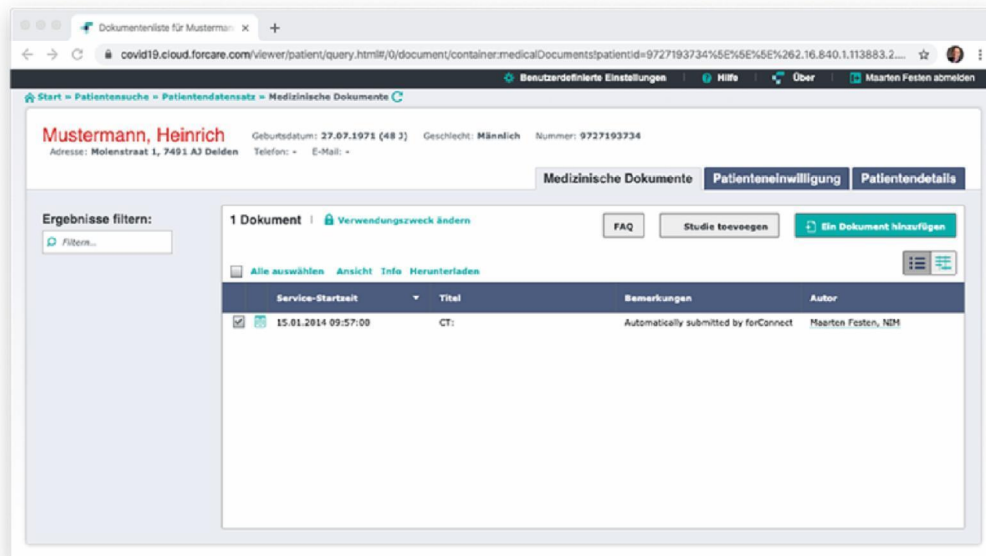 Dokumentenliste für Musterman
covid19.cloud.forcare.com/viewer/patient/query.html#/0/document/container:medicalDocuments!patientId=9727193734%5E%5E%5E%262.16.840.1.113883.2....
Benutzerdefinierte Einstellungen | Hilfe | Über | Maarten Festen abmelden
Start » Patientensuche » Patientendatensatz » Medizinische Dokumente
Mustermann, Heinrich Geburtsdatum: 27.07.1971 (48 J) Geschlecht: Männlich Nummer: 9727193734
Adresse: Molenstraat 1, 7491 AJ Delden Telefon: - E-Mail: -
Medizinische Dokumente Patienteneinwilligung Patientendetails
Ergebnisse filtern:
Filtern...
1 Dokument | Verwendungszweck ändern
FAQ Studie toevoegen Ein Dokument hinzufügen
Alle auswählen Ansicht Info Herunterladen
Service-Startzeit Titel Bemerkungen Autor
15.01.2014 09:57:00 CT: Automatically submitted by forConnect Maarten Festen, NIM